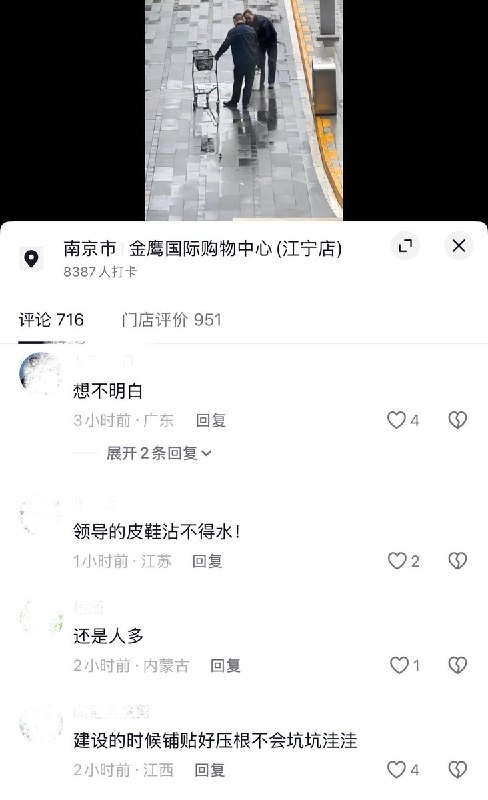 南京市 | 金鹰国际购物中心(江宁店)
8387人打卡
评论 716 门店评价 951
想不明白
3小时前 · 广东 回复 4
展开2条回复
领导的皮鞋沾不得水！
1小时前 · 江苏 回复 2
还是人多
2小时前 · 内蒙古 回复 1
建设的时候铺贴好压根不会坑坑洼洼
2小时前 · 江西 回复 4